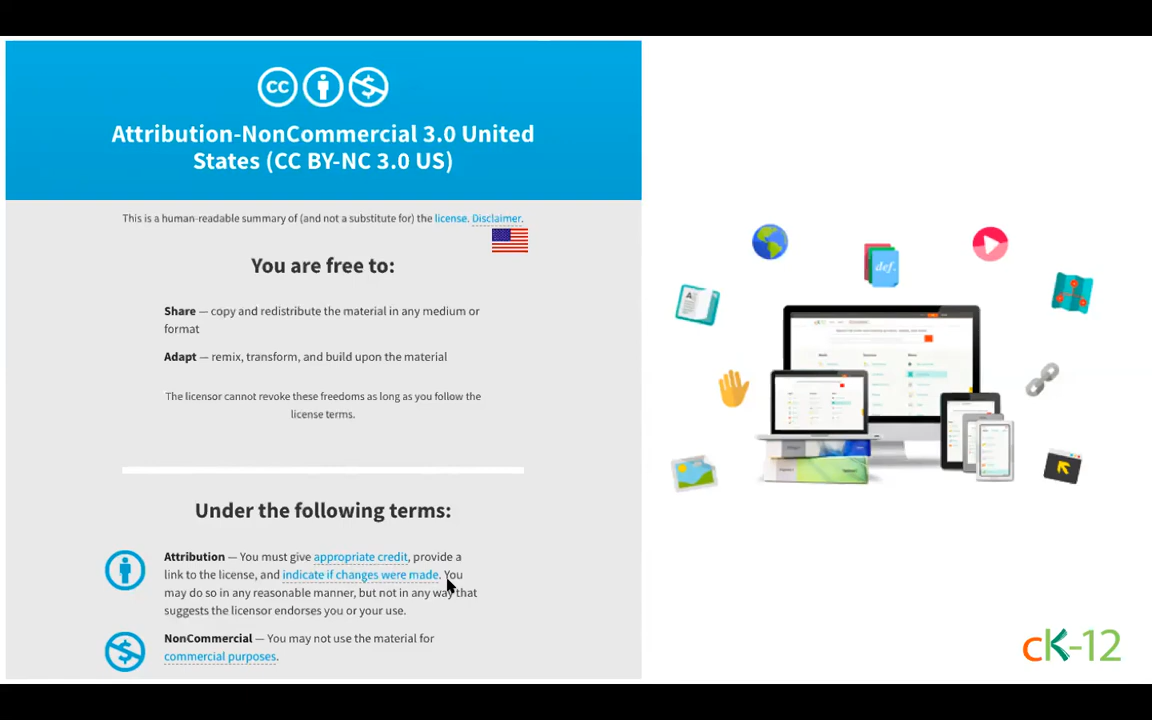 cc
Attribution-NonCommercial 3.0 United
States (CC BY-NC 3.0 US)
This is a human-readable summary of (and not a substitute for) the license. Disclaimer.
You are free to:
Share — copy and redistribute the material in any medium or
format
Adapt — remix, transform, and build upon the material
The licensor cannot revoke these freedoms as long as you follow the
license terms.
Under the following terms:
Attribution — You must give appropriate credit, provide a
link to the license, and indicate if changes were made. You
may do so in any reasonable manner, but not in any way that
suggests the licensor endorses you or your use.
NonCommercial — You may not use the material for
commercial purposes.
def.
A
cK-12